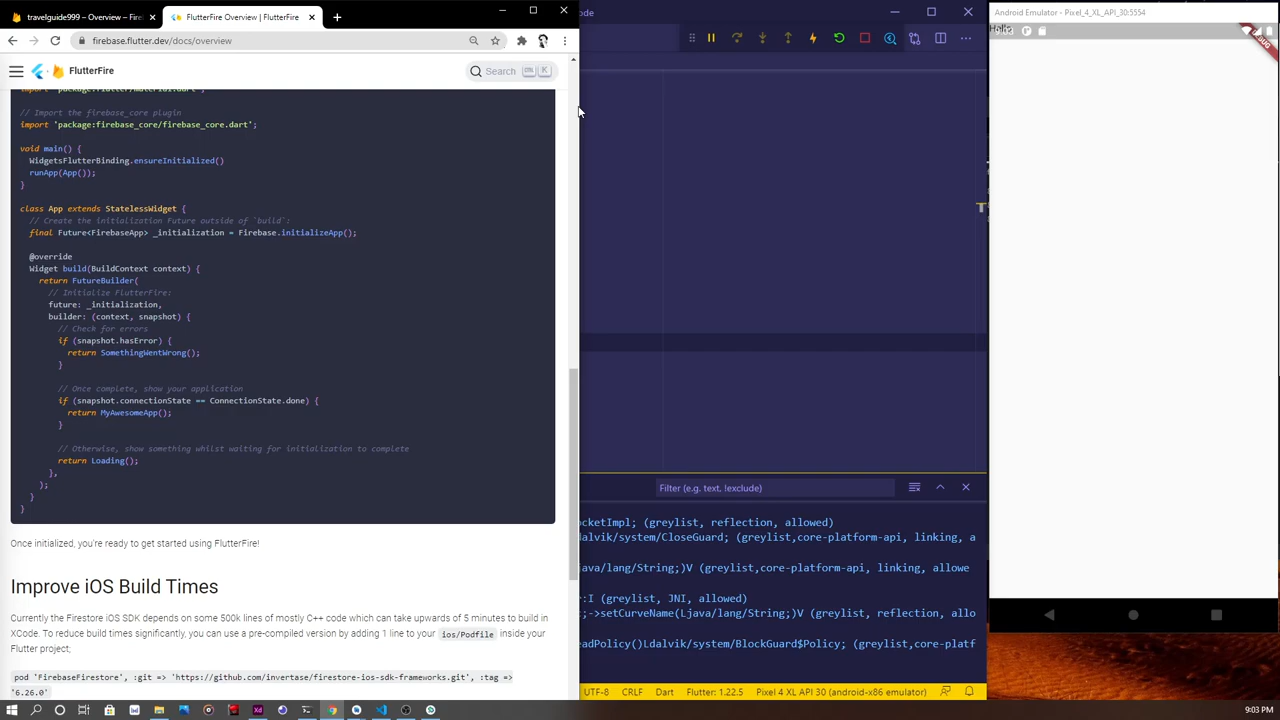 travelguide999 – Overview – Fire
FlutterFire Overview | FlutterFire
ode
Android Emulator - Pixel_4_XL_API_30:5554
firebase.flutter.dev/docs/overview
FlutterFire
Search
import 'package:flutter/material.dart';
// Import the firebase_core plugin
import 'package:firebase_core/firebase_core.dart';
void main() {
WidgetsFlutterBinding.ensureInitialized()
runApp(App());
}
class App extends StatelessWidget {
// Create the initialization Future outside of `build`:
final Future<FirebaseApp> _initialization = Firebase.initializeApp();
@override
Widget build(BuildContext context) {
return FutureBuilder(
// Initialize FlutterFire:
future: _initialization,
builder: (context, snapshot) {
// Check for errors
if (snapshot.hasError) {
return SomethingWentWrong();
}
// Once complete, show your application
if (snapshot.connectionState == ConnectionState.done) {
return MyAwesomeApp();
}
// Otherwise, show something whilst waiting for initialization to complete
return Loading();
},
);
}
}
Once initialized, you're ready to get started using FlutterFire!
Improve iOS Build Times
Currently the Firestore iOS SDK depends on some 500k lines of mostly C++ code which can take upwards of 5 minutes to build in
XCode. To reduce build times significantly, you can use a pre-compiled version by adding 1 line to your ios/Podfile inside your
Flutter project;
pod 'FirebaseFirestore', :git => 'https://github.com/invertase/firestore-ios-sdk-frameworks.git', :tag =>
'6.26.0'
Filter (e.g. text, !exclude)
ocketImpl; (greylist, reflection, allowed)
dalvik/system/CloseGuard; (greylist,core-platform-api, linking, a
java/lang/String;)V (greylist,core-platform-api, linking, allowe
r:I (greylist, JNI, allowed)
;->setCurveName(Ljava/lang/String;)V (greylist, reflection, allo
eadPolicy()Ldalvik/system/BlockGuard$Policy; (greylist,core-platf
UTF-8 CRLF Dart Flutter: 1.22.5 Pixel 4 XL API 30 (android-x86 emulator)
9:03 PM